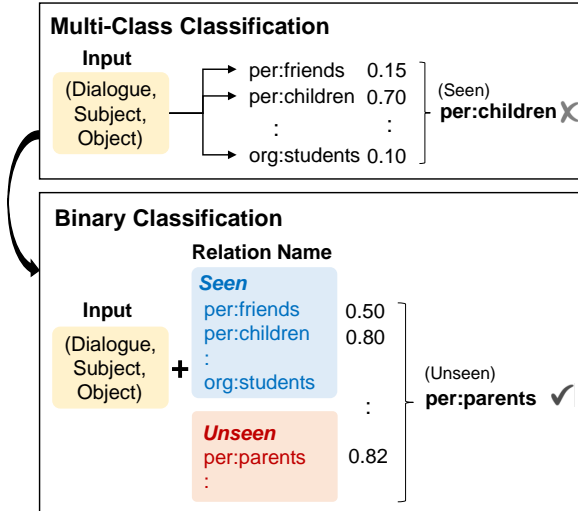 Multi-Class Classification
Input
(Dialogue,
Subject,
Object)
per:friends 0.15
per:children 0.70
: :
org:students 0.10
(Seen)
per:children
Binary Classification
Relation Name
Input
(Dialogue,
Subject,
Object)
+
Seen
per:friends 0.50
per:children 0.80
:
org:students
:
Unseen
per:parents 0.82
:
(Unseen)
per:parents